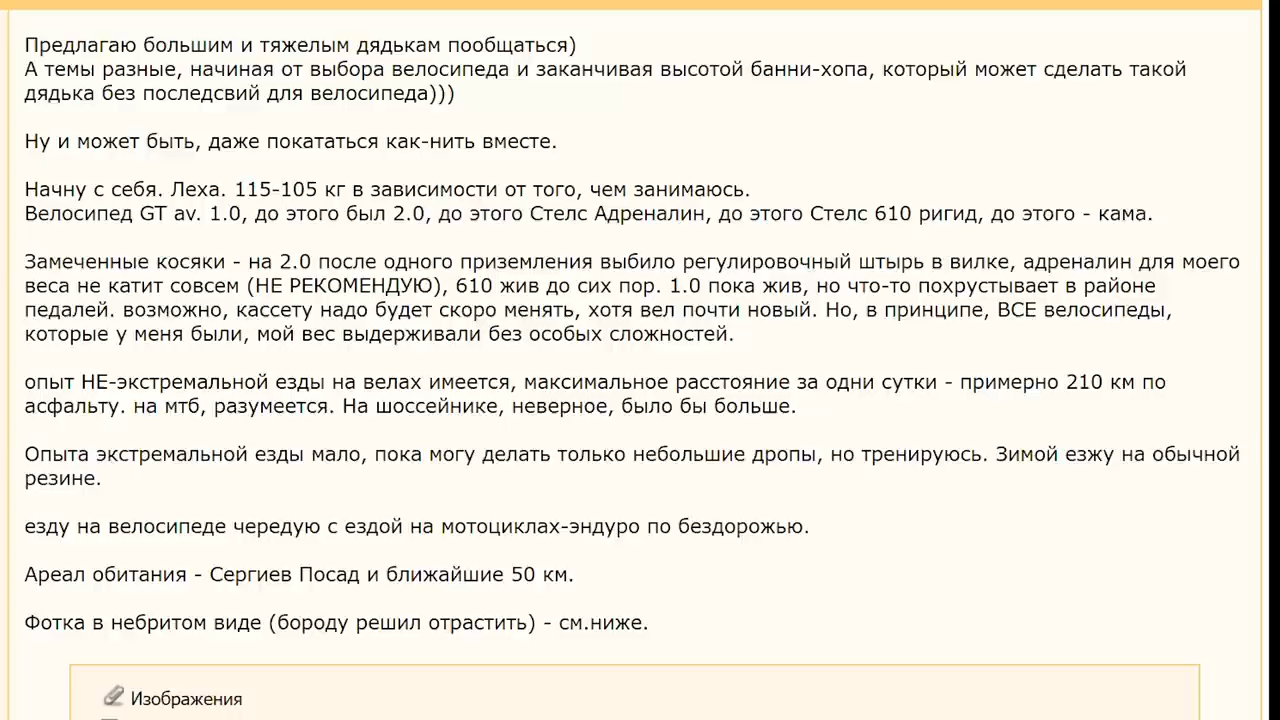 Предлагаю большим и тяжелым дядькам пообщаться)
А темы разные, начиная от выбора велосипеда и заканчивая высотой банни-хопа, который может сделать такой
дядька без последсвий для велосипеда)))
Ну и может быть, даже покататься как-нить вместе.
Начну с себя. Леха. 115-105 кг в зависимости от того, чем занимаюсь.
Велосипед GT av. 1.0, до этого был 2.0, до этого Стелс Адреналин, до этого Стелс 610 ригид, до этого - кама.
Замеченные косяки - на 2.0 после одного приземления выбило регулировочный штырь в вилке, адреналин для моего
веса не катит совсем (НЕ РЕКОМЕНДУЮ), 610 жив до сих пор. 1.0 пока жив, но что-то похрустывает в районе
педалей. возможно, кассету надо будет скоро менять, хотя вел почти новый. Но, в принципе, ВСЕ велосипеды,
которые у меня были, мой вес выдерживали без особых сложностей.
опыт НЕ-экстремальной езды на велах имеется, максимальное расстояние за одни сутки - примерно 210 км по
асфальту. на мтб, разумеется. На шоссейнике, неверное, было бы больше.
Опыта экстремальной езды мало, пока могу делать только небольшие дропы, но тренируюсь. Зимой езжу на обычной
резине.
езду на велосипеде чередую с ездой на мотоциклах-эндуро по бездорожью.
Ареал обитания - Сергиев Посад и ближайшие 50 км.
Фотка в небритом виде (бороду решил отрастить) - см.ниже.
Изображения